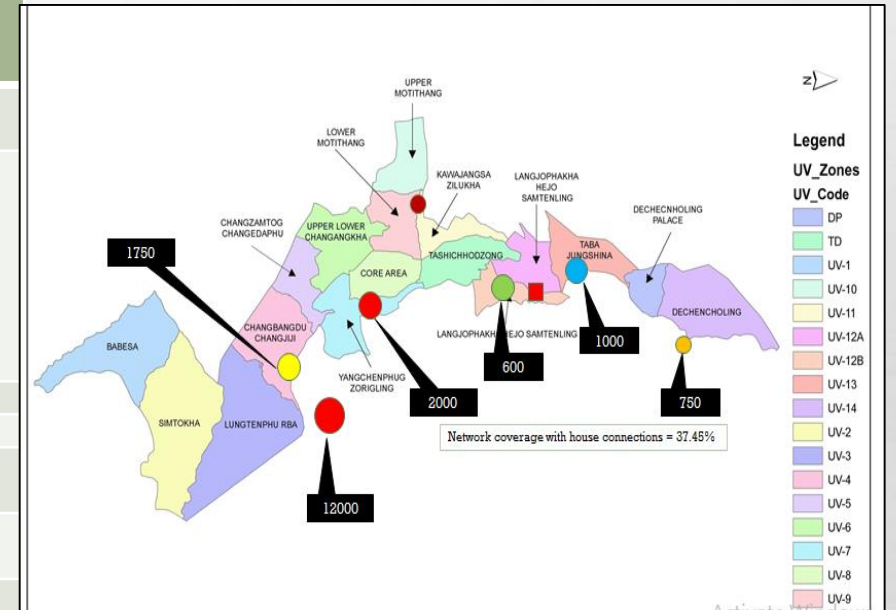 UPPER
MOTITHANG
LOWER
MOTITHANG
KAWAJANGSA
ZILUKHA
LANGJOPHAKHA
HEJO
SAMTENLING
DECHECNHOLING
PALACE
CHANGZAMTOG
CHANGEDAPHU
UPPER LOWER
CHANGANGKHA
CORE AREA
TASHICHHODZONG
TABA
JUNGSHINA
DECHENCHOLING
1750
CHANGBANGDU
CHANGJIJI
BABESA
SIMTOKHA
LUNGTENPHU RBA
YANGCHENPHUG
ZORIGLING
LANGJOPHAKHA HEJO SAMTENLING
2000
600
1000
750
12000
Network coverage with house connections = 37.45%
N
Legend
UV_Zones
UV_Code
DP
TD
UV-1
UV-10
UV-11
UV-12A
UV-12B
UV-13
UV-14
UV-2
UV-3
UV-4
UV-5
UV-6
UV-7
UV-8
UV-9